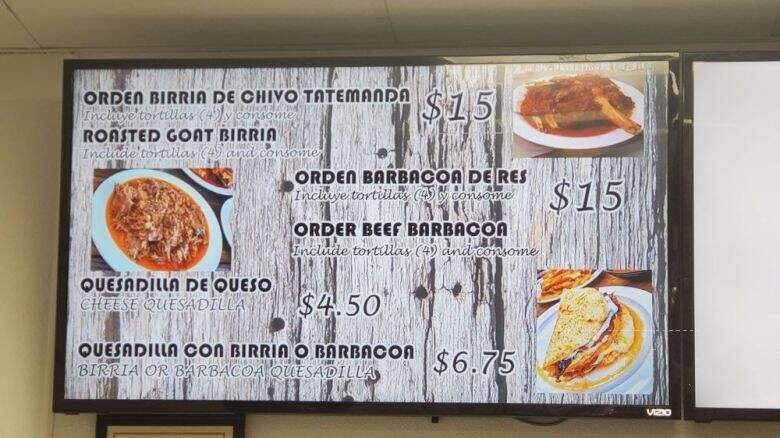 ORDEN BIRRIA DE CHIVO TATEMANDA $15
Incluye tortillas (4) y consome
ROASTED GOAT BIRRIA
Include tortillas (4) and consome
ORDEN BARBACOA DE RES $15
Incluye tortillas (4) y consome
ORDER BEEF BARBACOA
Include tortillas (4) and consome
QUESADILLA DE QUESO $4.50
CHEESE QUESADILLA
QUESADILLA CON BIRRIA O BARBACOA $6.75
BIRRIA OR BARBACOA QUESADILLA
VIZIO